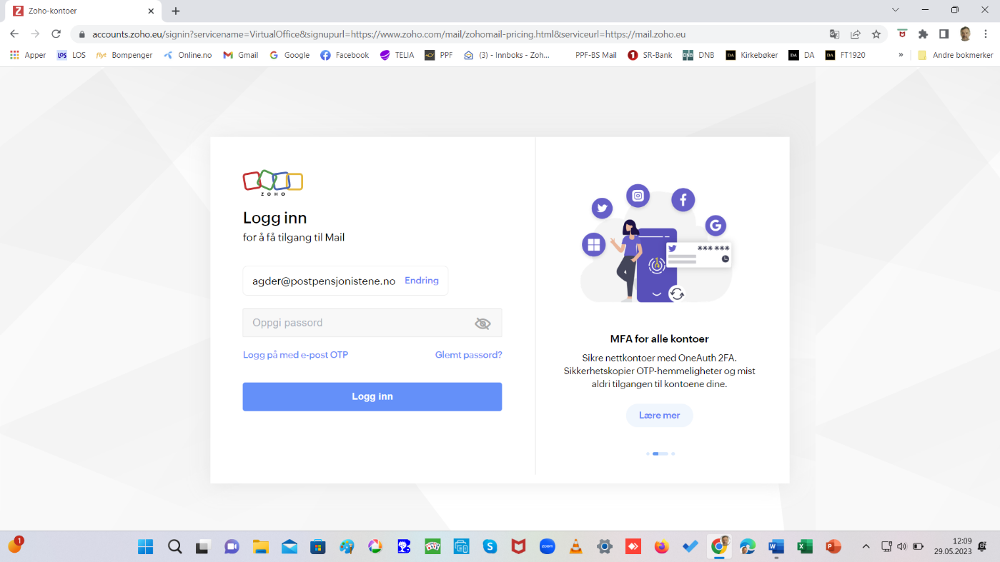 Zoho-kontoer
accounts.zoho.eu/signin?servicename=VirtualOffice&signupurl=https://www.zoho.com/mail/zohomail-pricing.html&serviceurl=https://mail.zoho.eu
Apper LOS Bompenger Online.no Gmail Google Facebook TELIA PPF (3) - Innboks - Zoh... PPF-BS Mail SR-Bank DNB Kirkebøker DA FT1920 » Andre bokmerker
ZOHO
Logg inn
for å få tilgang til Mail
agder@postpensjonistene.no Endring
Oppgi passord
Logg på med e-post OTP Glemt passord?
Logg inn
*** ***
MFA for alle kontoer
Sikre nettkontoer med OneAuth 2FA.
Sikkerhetskopier OTP-hemmeligheter og mist
aldri tilgangen til kontoene dine.
Lære mer
1
12:09
29.05.2023